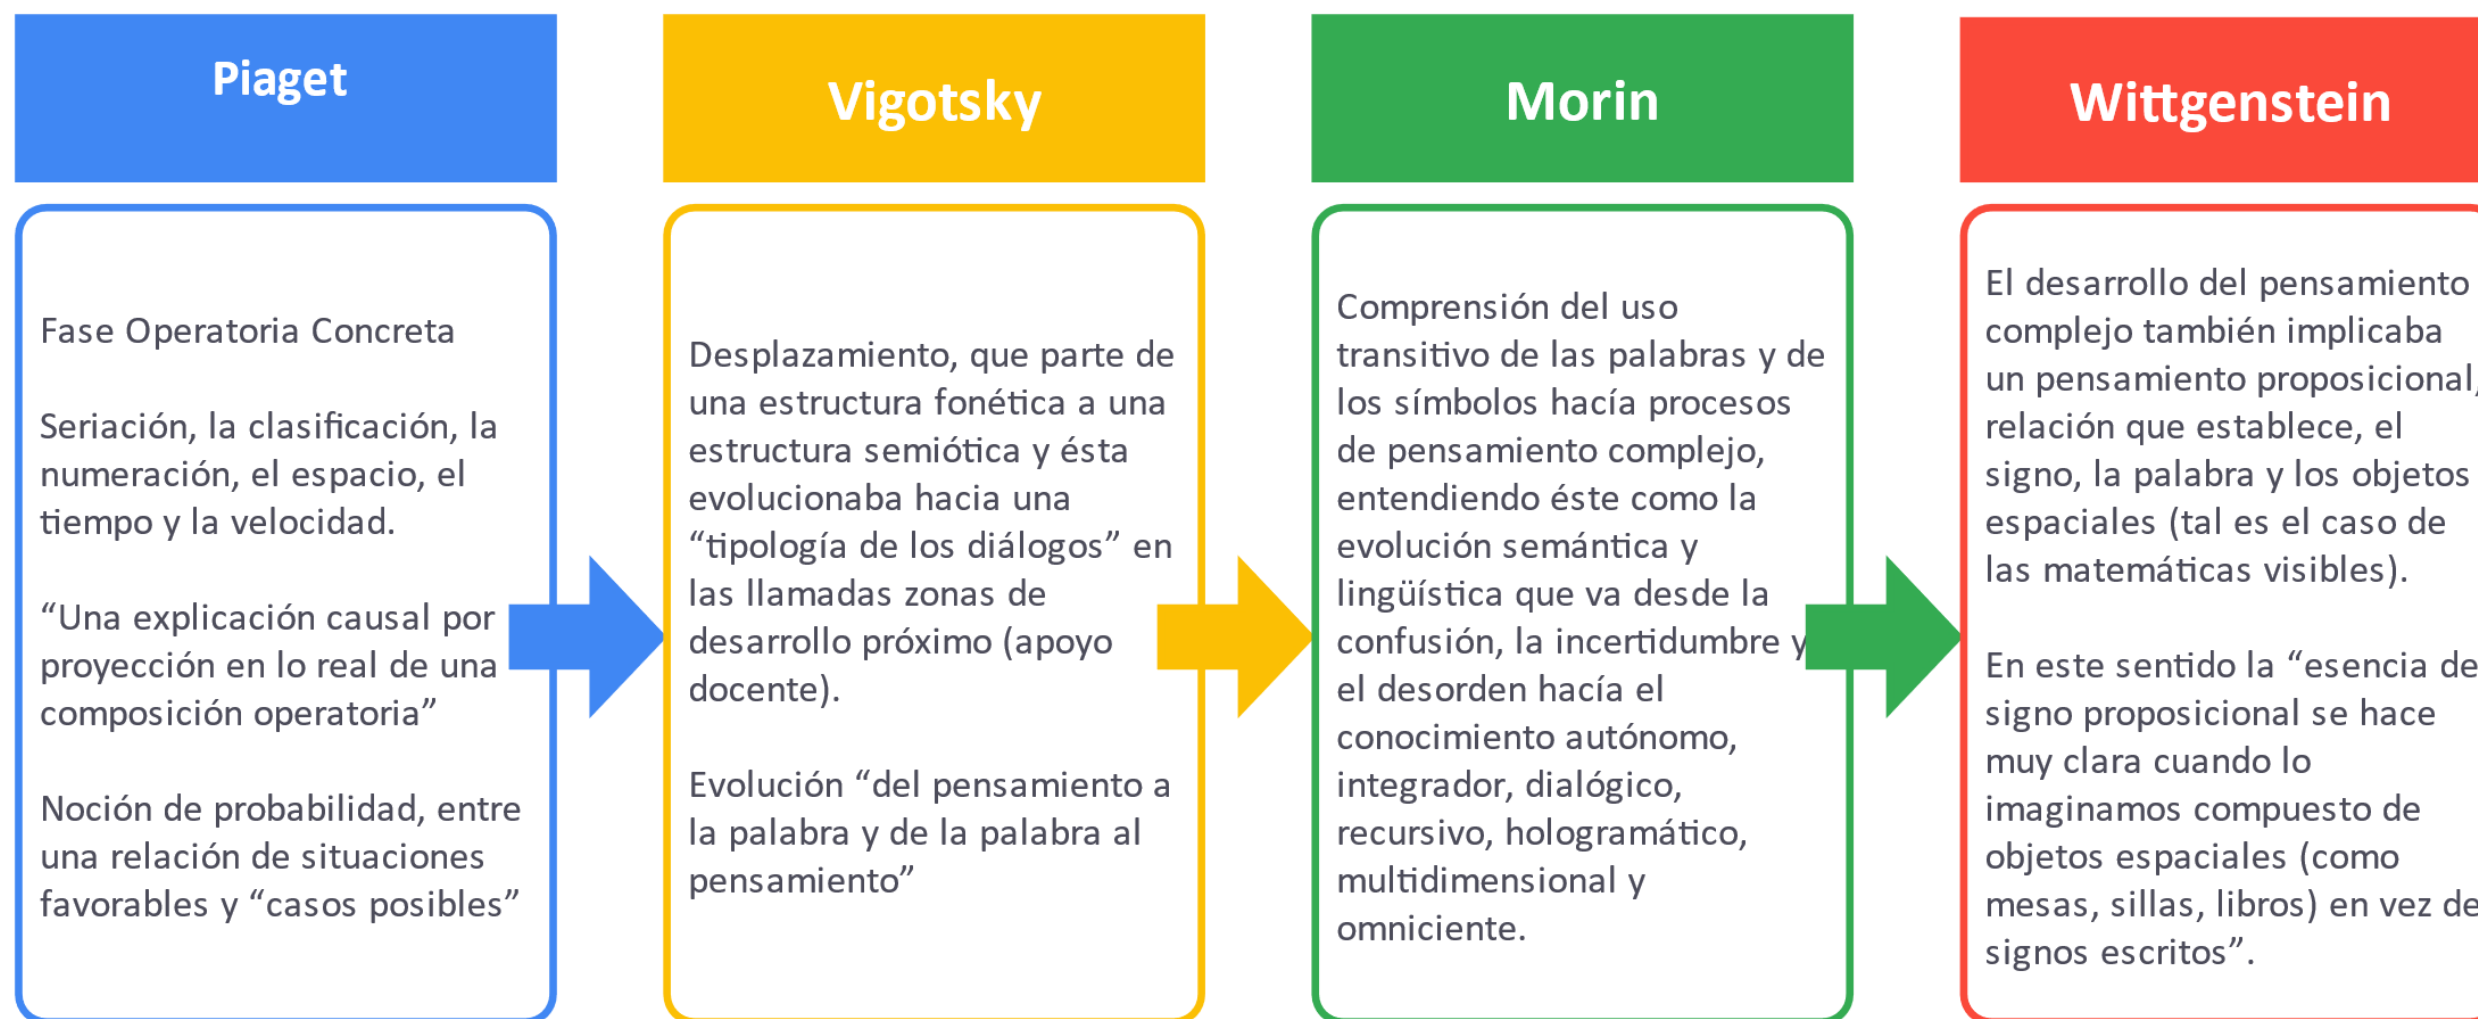 Piaget
Fase Operatoria Concreta
Seriación, la clasificación, la
numeración, el espacio, el
tiempo y la velocidad.
“Una explicación causal por
proyección en lo real de una
composición operatoria”
Noción de probabilidad, entre
una relación de situaciones
favorables y “casos posibles”
Vigotsky
Desplazamiento, que parte de
una estructura fonética a una
estructura semiótica y ésta
evolucionaba hacia una
“tipología de los diálogos” en
las llamadas zonas de
desarrollo próximo (apoyo
docente).
Evolución “del pensamiento a
la palabra y de la palabra al
pensamiento”
Morin
Comprensión del uso
transitivo de las palabras y de
los símbolos hacía procesos
de pensamiento complejo,
entendiendo éste como la
evolución semántica y
lingüística que va desde la
confusión, la incertidumbre y
el desorden hacía el
conocimiento autónomo,
integrador, dialógico,
recursivo, hologramático,
multidimensional y
omniciente.
Wittgenstein
El desarrollo del pensamiento
complejo también implicaba
un pensamiento proposicional,
relación que establece, el
signo, la palabra y los objetos
espaciales (tal es el caso de
las matemáticas visibles).
En este sentido la “esencia de
signo proposicional se hace
muy clara cuando lo
imaginamos compuesto de
objetos espaciales (como
mesas, sillas, libros) en vez de
signos escritos”.